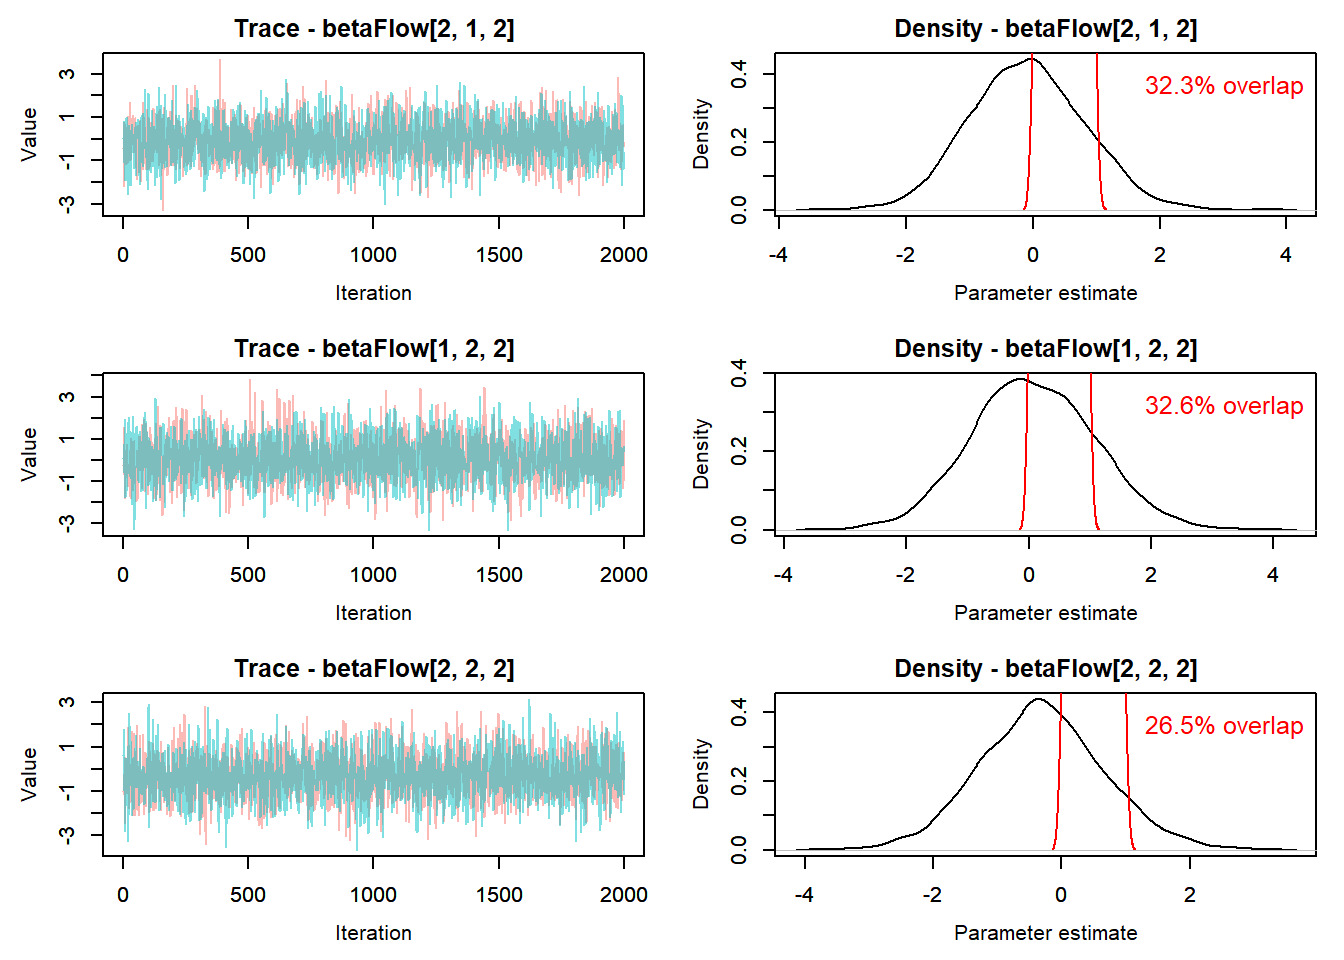 Trace - betaFlow[2, 1, 2]
Value
3
1
-1
-3
0 500 1000 1500 2000
Iteration
Density - betaFlow[2, 1, 2]
32.3% overlap
Density
0.4
0.2
0.0
-4 -2 0 2 4
Parameter estimate
Trace - betaFlow[1, 2, 2]
Value
3
1
-1
-3
0 500 1000 1500 2000
Iteration
Density - betaFlow[1, 2, 2]
32.6% overlap
Density
0.4
0.2
0.0
-4 -2 0 2 4
Parameter estimate
Trace - betaFlow[2, 2, 2]
Value
3
1
-1
-3
0 500 1000 1500 2000
Iteration
Density - betaFlow[2, 2, 2]
26.5% overlap
Density
0.4
0.2
0.0
-4 -2 0 2
Parameter estimate